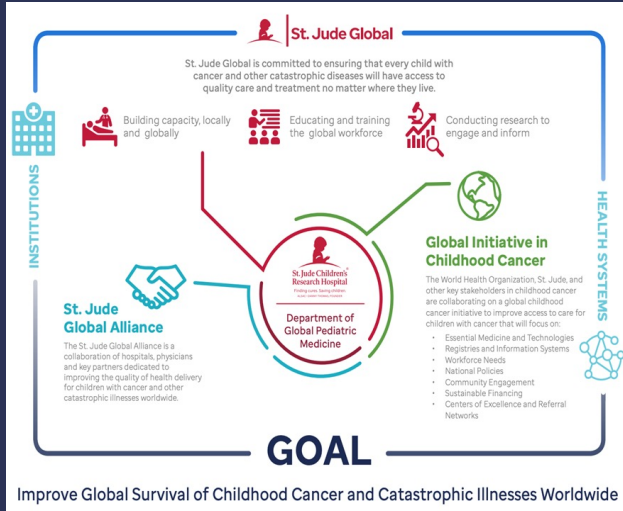 St. Jude Global
St. Jude Global is committed to ensuring that every child with
cancer and other catastrophic diseases will have access to
quality care and treatment no matter where they live.
Building capacity, locally
and globally
Educating and training
the global workforce
Conducting research to
engage and inform
INSTITUTIONS
HEALTH SYSTEMS
St. Jude Children's
Research Hospital
Finding cures. Saving children.
Department of
Global Pediatric
Medicine
St. Jude
Global Alliance
The St. Jude Global Alliance is a
collaboration of hospitals, physicians
and key partners dedicated to
improving the quality of health delivery
for children with cancer and other
catastrophic illnesses worldwide.
Global Initiative in
Childhood Cancer
The World Health Organization, St. Jude, and
other key stakeholders in childhood cancer
are collaborating on a global childhood
cancer initiative to improve access to care for
children with cancer that will focus on:
• Essential Medicine and Technologies
• Registries and Information Systems
• Workforce Needs
• National Policies
• Community Engagement
• Sustainable Financing
• Centers of Excellence and Referral
Networks
GOAL
Improve Global Survival of Childhood Cancer and Catastrophic Illnesses Worldwide